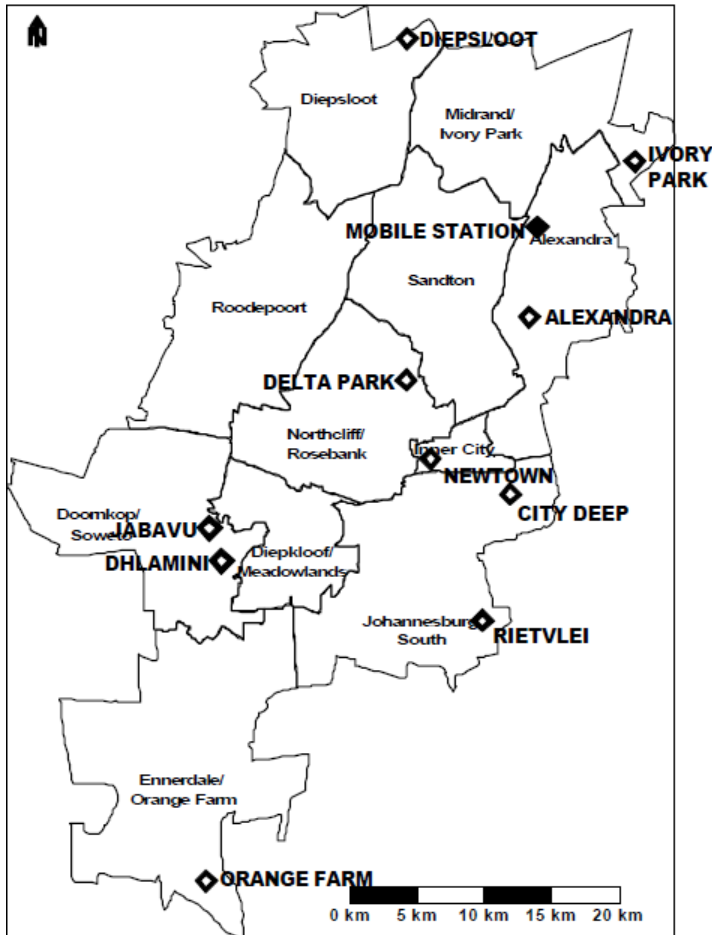 N
DIEPSLOOT
Diepsloot
Midrand/
Ivory Park
IVORY
PARK
MOBILE STATION
Alexandra
Sandton
Roodepoort
ALEXANDRA
DELTA PARK
Northcliff/
Rosebank
Inner City
NEWTOWN
CITY DEEP
Doornkop/
Soweto
JABAVU
DHLAMINI
Diepkloof/
Meadowlands
Johannesburg
South
RIETVLEI
Ennerdale/
Orange Farm
ORANGE FARM
0 km 5 km 10 km 15 km 20 km